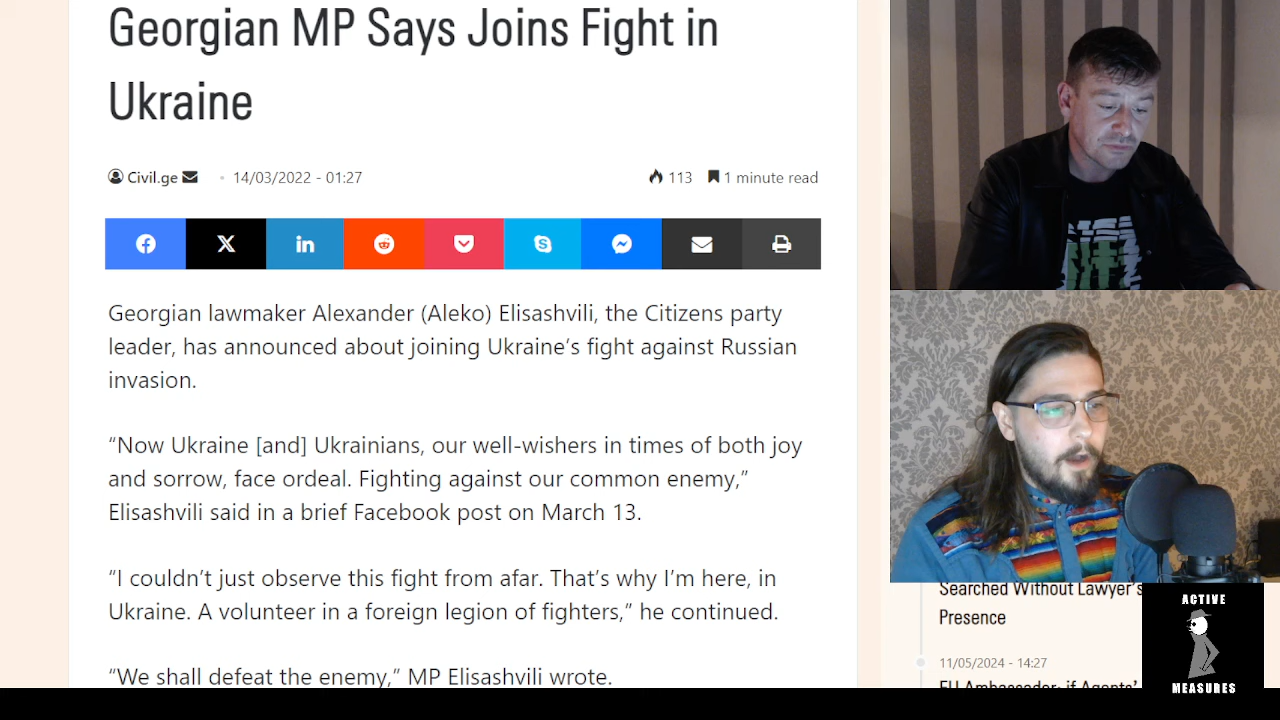 Georgian MP Says Joins Fight in
Ukraine
Civil.ge
14/03/2022 - 01:27
113
1 minute read
Georgian lawmaker Alexander (Aleko) Elisashvili, the Citizens party
leader, has announced about joining Ukraine’s fight against Russian
invasion.
“Now Ukraine [and] Ukrainians, our well-wishers in times of both joy
and sorrow, face ordeal. Fighting against our common enemy,”
Elisashvili said in a brief Facebook post on March 13.
“I couldn’t just observe this fight from afar. That’s why I’m here, in
Ukraine. A volunteer in a foreign legion of fighters,” he continued.
“We shall defeat the enemy,” MP Elisashvili wrote.
Searched Without Lawyer’s
Presence
11/05/2024 - 14:27
EU Ambassador: if Agents’
ACTIVE
MEASURES